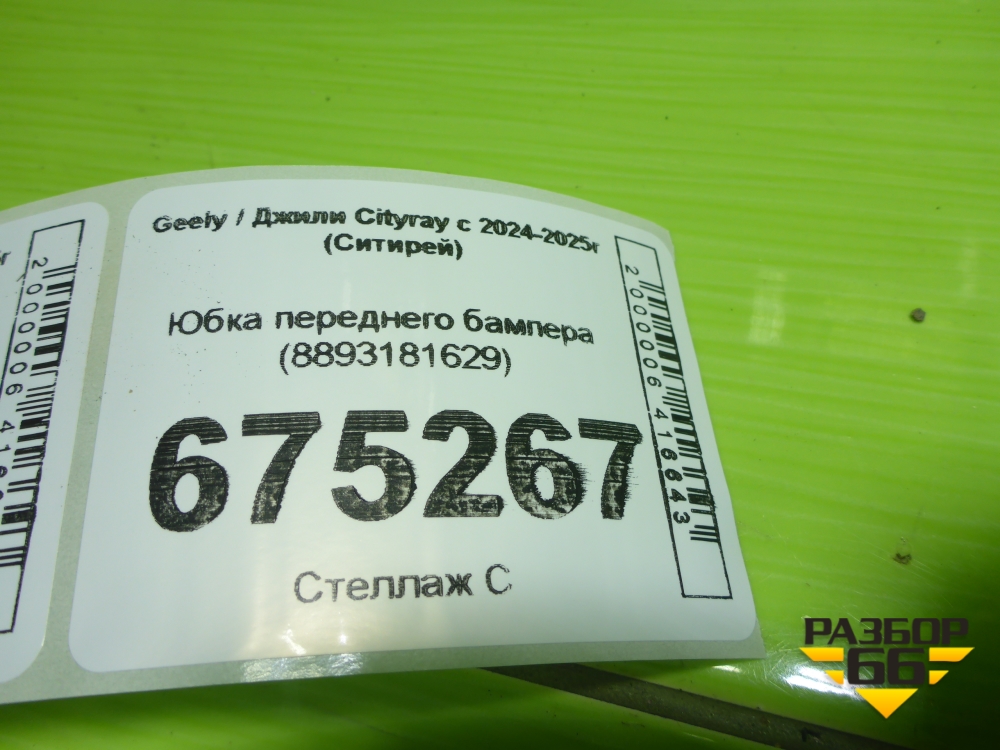 Geely / Джили Cityray с 2024-2025г
(Ситирей)
Юбка переднего бампера
(8893181629)
675267
Стеллаж С
2000006416643
РАЗБОР
66